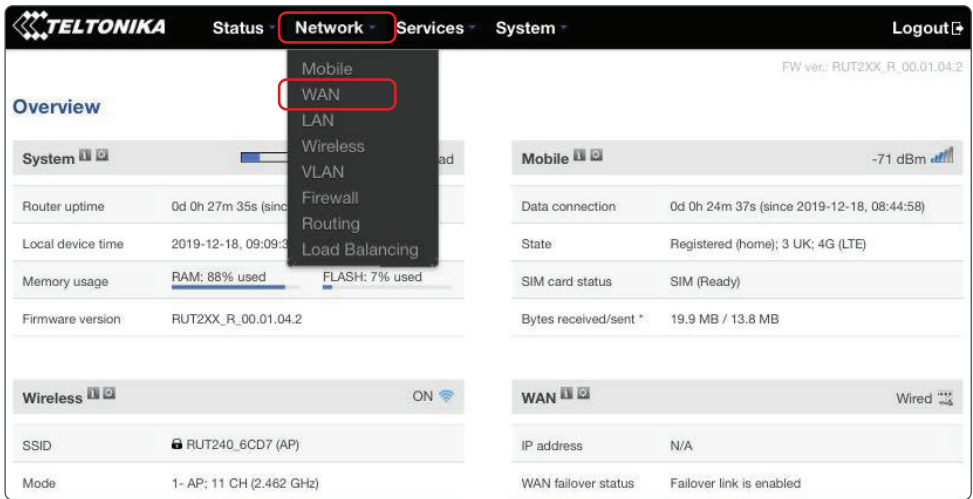 TELTONIKA Status Network Services System Logout
FW ver.: RUT2XX_R_00.01.04.2
Mobile
WAN
LAN
Wireless
VLAN
Firewall
Routing
Load Balancing
Overview
System ad
Router uptime 0d 0h 27m 35s (sinc
Local device time 2019-12-18, 09:09:3
Memory usage RAM: 88% used FLASH: 7% used
Firmware version RUT2XX_R_00.01.04.2
Mobile -71 dBm
Data connection 0d 0h 24m 37s (since 2019-12-18, 08:44:58)
State Registered (home); 3 UK; 4G (LTE)
SIM card status SIM (Ready)
Bytes received/sent * 19.9 MB / 13.8 MB
Wireless ON
SSID RUT240_6CD7 (AP)
Mode 1- AP; 11 CH (2.462 GHz)
WAN Wired
IP address N/A
WAN failover status Failover link is enabled